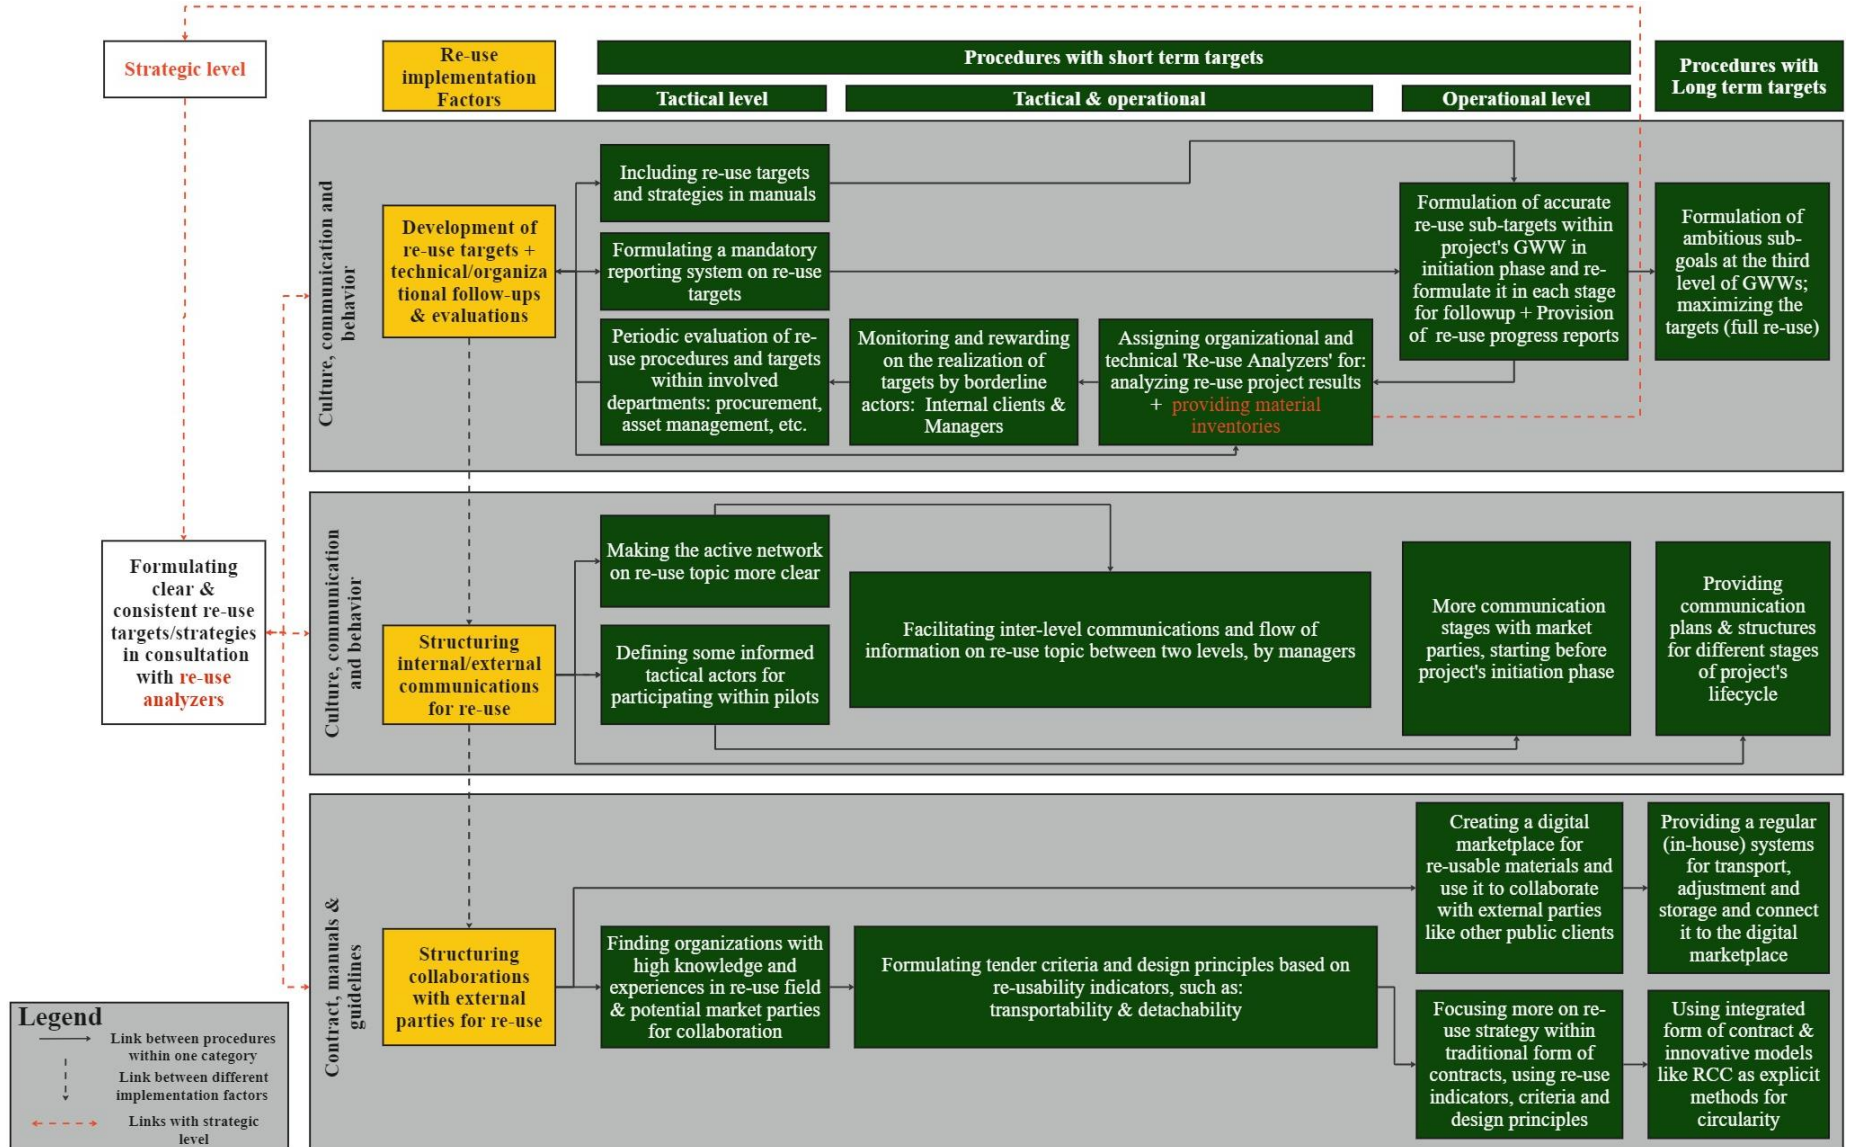 Strategic level
Re-use
implementation
Factors
Procedures with short term targets
Procedures with
Long term targets
Tactical level
Tactical & operational
Operational level
Culture, communication and
behavior
Development of
re-use targets +
technical/organiza
tional follow-ups
& evaluations
Including re-use targets
and strategies in manuals
Formulating a mandatory
reporting system on re-use
targets
Periodic evaluation of re-
use procedures and targets
within involved
departments: procurement,
asset management, etc.
Monitoring and rewarding
on the realization of
targets by borderline
actors: Internal clients &
Managers
Assigning organizational and
technical 'Re-use Analyzers' for:
analyzing re-use project results
+ providing material
inventories
Formulation of accurate
re-use sub-targets within
project's GWW in
initiation phase and re-
formulate it in each stage
for followup + Provision
of re-use progress reports
Formulation of
ambitious sub-
goals at the third
level of GWWs;
maximizing the
targets (full re-use)
Formulating
clear &
consistent re-use
targets/strategies
in consultation
with re-use
analyzers
Culture, communication
and behavior
Structuring
internal/external
communications
for re-use
Making the active network
on re-use topic more clear
Defining some informed
tactical actors for
participating within pilots
Facilitating inter-level communications and flow of
information on re-use topic between two levels, by managers
More communication
stages with market
parties, starting before
project's initiation phase
Providing
communication
plans & structures
for different stages
of project's
lifecycle
Contract, manuals &
guidelines
Structuring
collaborations
with external
parties for re-use
Finding organizations with
high knowledge and
experiences in re-use field
& potential market parties
for collaboration
Formulating tender criteria and design principles based on
re-usability indicators, such as:
transportability & detachability
Creating a digital
marketplace for
re-usable materials and
use it to collaborate
with external parties
like other public clients
Providing a regular
(in-house) systems
for transport,
adjustment and
storage and connect
it to the digital
marketplace
Focusing more on re-
use strategy within
traditional form of
contracts, using re-use
indicators, criteria and
design principles
Using integrated
form of contract &
innovative models
like RCC as explicit
methods for
circularity
Legend
Link between procedures
within one category
Link between different
implementation factors
Links with strategic
level